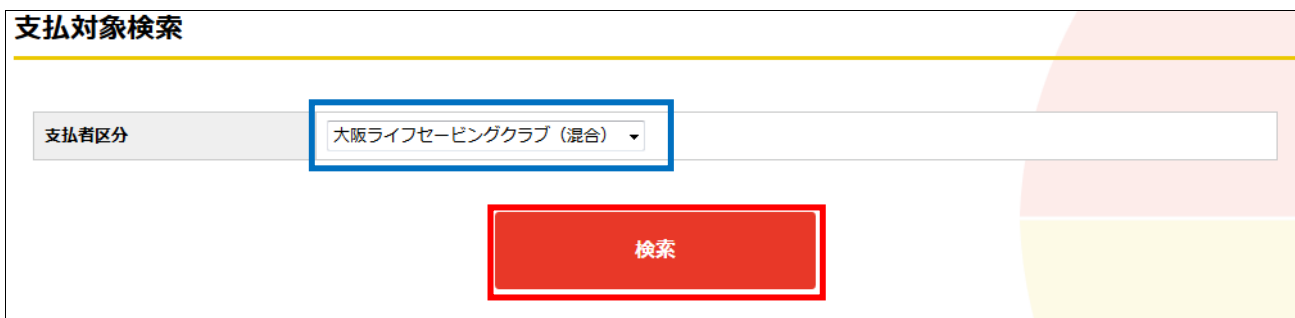 支払対象検索
支払者区分
大阪ライフセービングクラブ（混合）
検索